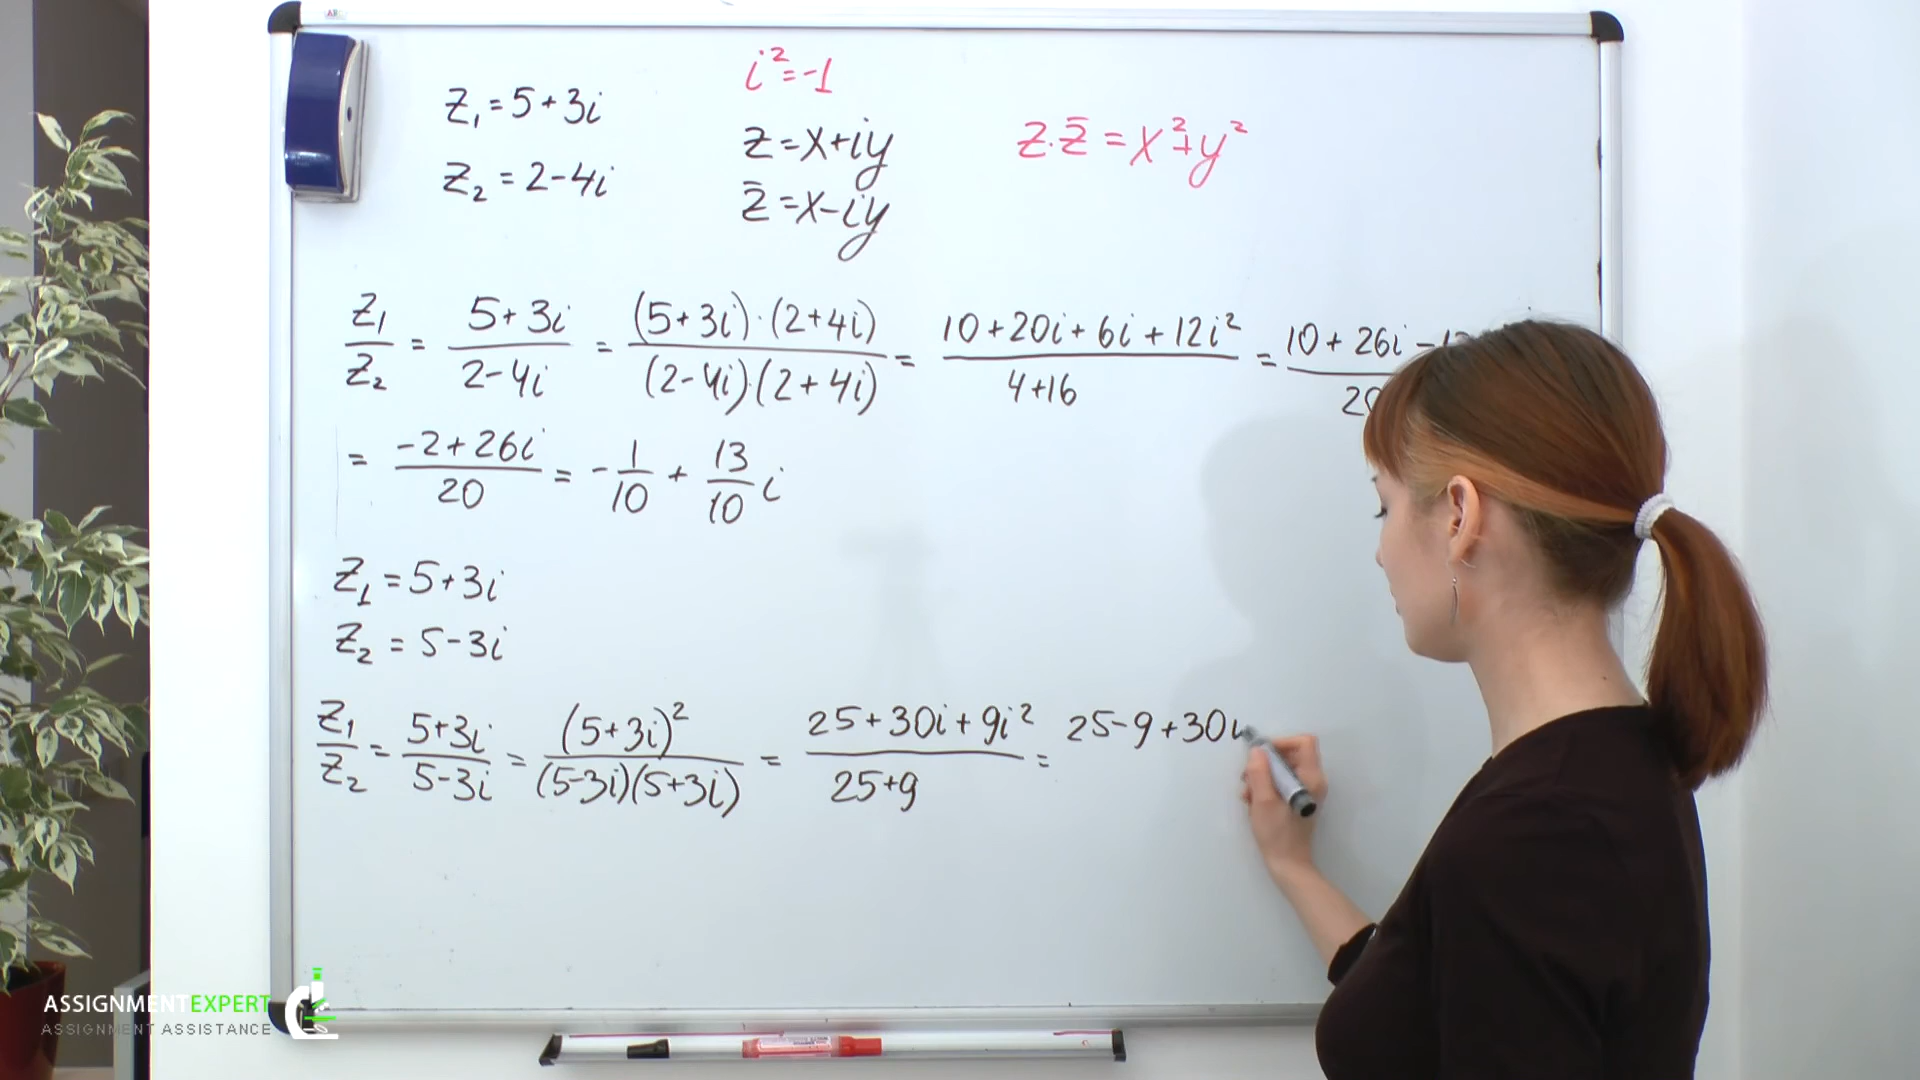 i² = -1
z₁ = 5 + 3i
z = x + iy
z · z̄ = x² + y²
z₂ = 2 - 4i
z̄ = x - iy
z₁/z₂ = (5 + 3i)/(2 - 4i) = ((5 + 3i) · (2 + 4i))/((2 - 4i) · (2 + 4i)) = (10 + 20i + 6i + 12i²)/(4 + 16) = 10 + 26i -
= (-2 + 26i)/20 = -1/10 + 13/10 i
z₁ = 5 + 3i
z₂ = 5 - 3i
z₁/z₂ = (5 + 3i)/(5 - 3i) = (5 + 3i)²/((5 - 3i)(5 + 3i)) = (25 + 30i + 9i²)/(25 + 9) = 25 - 9 + 30i
ASSIGNMENTEXPERT
ASSIGNMENT ASSISTANCE